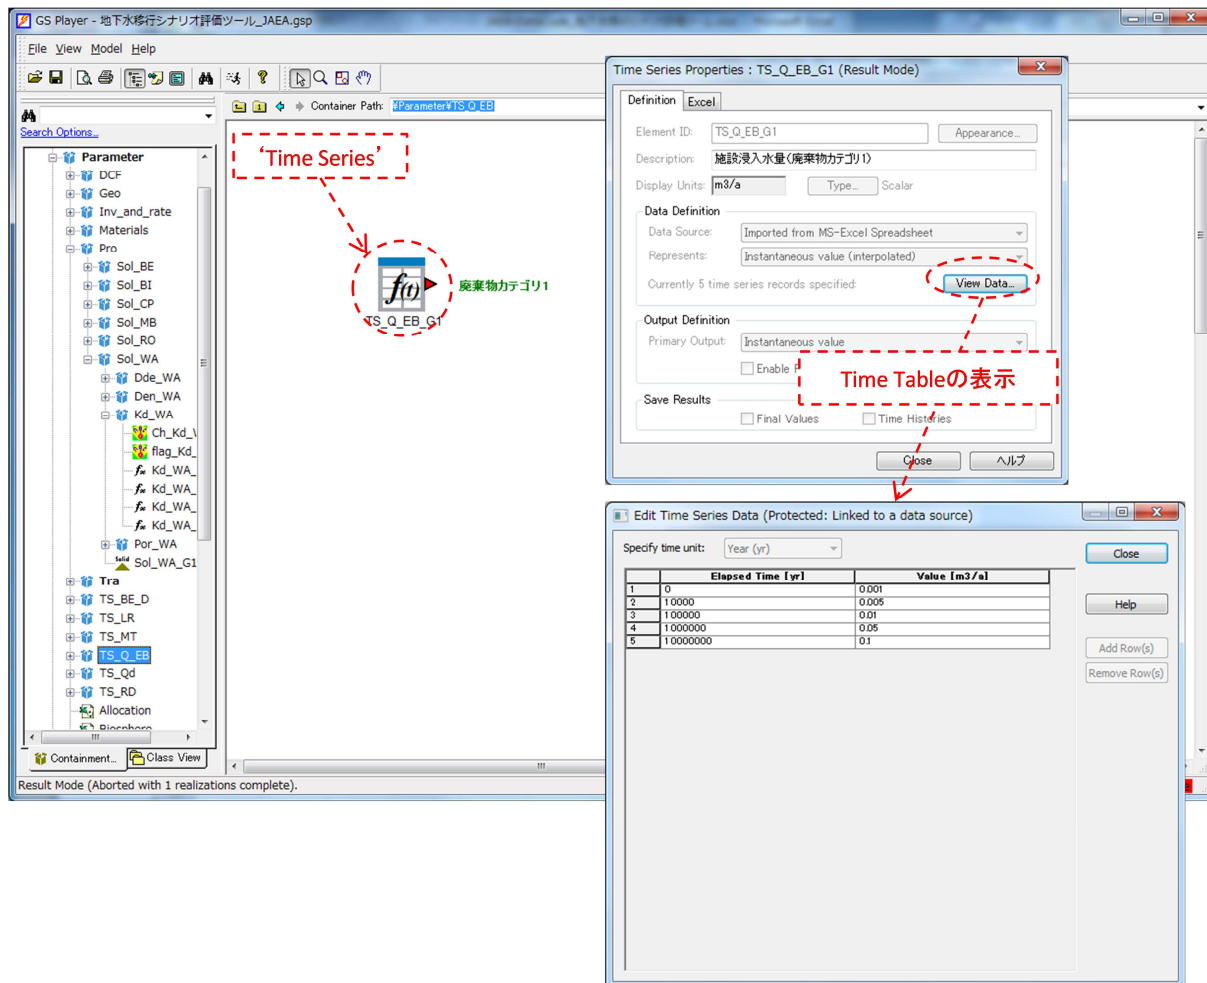 GS Player - 地下水移行シナリオ評価ツール_JAEA.gsp
File View Model Help
Container Path: ¥Parameter¥TS_Q_EB
Search Options...
Parameter
DCF
Geo
Inv_and_rate
Materials
Pro
Sol_BE
Sol_BI
Sol_CP
Sol_MB
Sol_RO
Sol_WA
Dde_WA
Den_WA
Kd_WA
Ch_Kd_
flag_Kd_
Kd_WA_
Kd_WA_
Kd_WA_
Kd_WA_
Por_WA
Sol_WA_G1
Tra
TS_BE_D
TS_LR
TS_MT
TS_Q_EB
TS_Qd
TS_RD
Allocation
Containment...
Class View
Result Mode (Aborted with 1 realizations complete).
‘Time Series’
f(t)
廃棄物カテゴリ1
TS_Q_EB_G1
Time Series Properties : TS_Q_EB_G1 (Result Mode)
Definition Excel
Element ID: TS_Q_EB_G1 Appearance...
Description: 施設浸入水量(廃棄物カテゴリ1)
Display Units: m3/a Type... Scalar
Data Definition
Data Source: Imported from MS-Excel Spreadsheet
Represents: Instantaneous value (interpolated)
Currently 5 time series records specified: View Data...
Output Definition
Primary Output: Instantaneous value
Enable
Time Tableの表示
Save Results
Final Values Time Histories
Close ヘルプ
Edit Time Series Data (Protected: Linked to a data source)
Specify time unit: Year (yr)
Close
Help
Add Row(s)
Remove Row(s)
Elapsed Time [yr] Value [m3/a]
1 0 0.001
2 10000 0.005
3 100000 0.01
4 1000000 0.05
5 10000000 0.1